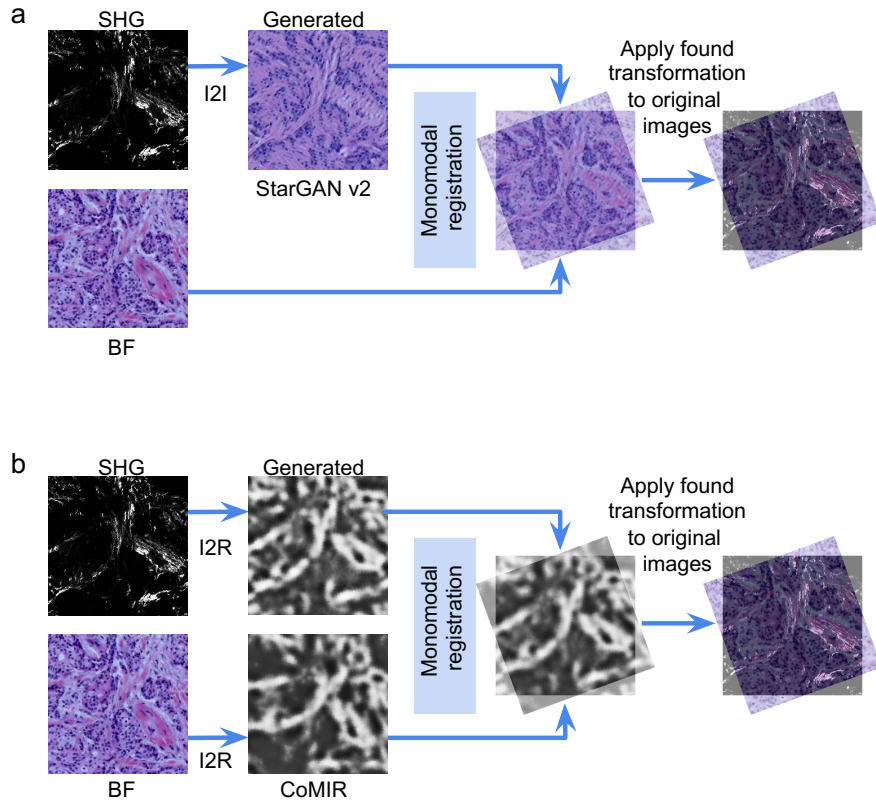 a
SHG
Generated
I2I
StarGAN v2
BF
Monomodal
registration
Apply found
transformation
to original
images
b
SHG
Generated
I2R
I2R
BF
CoMIR
Monomodal
registration
Apply found
transformation
to original
images